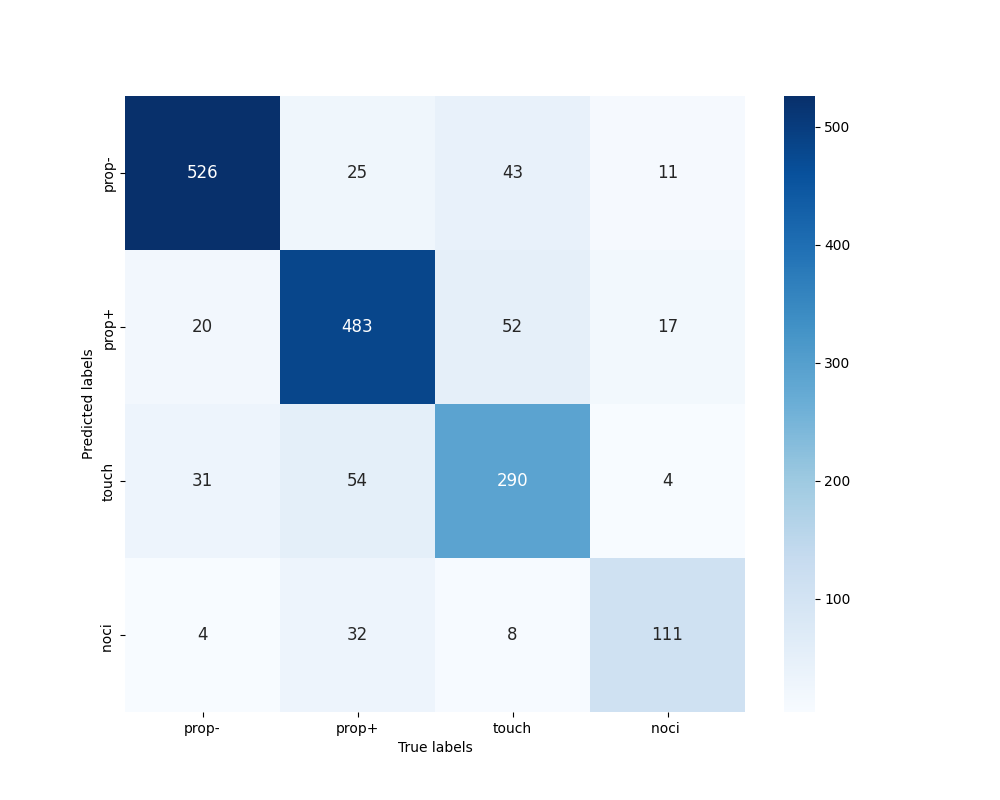 prop-
526 25 43 11
prop+
20 483 52 17
touch
31 54 290 4
noci
4 32 8 111
Predicted labels
prop- prop+ touch noci
True labels
500
400
300
200
100